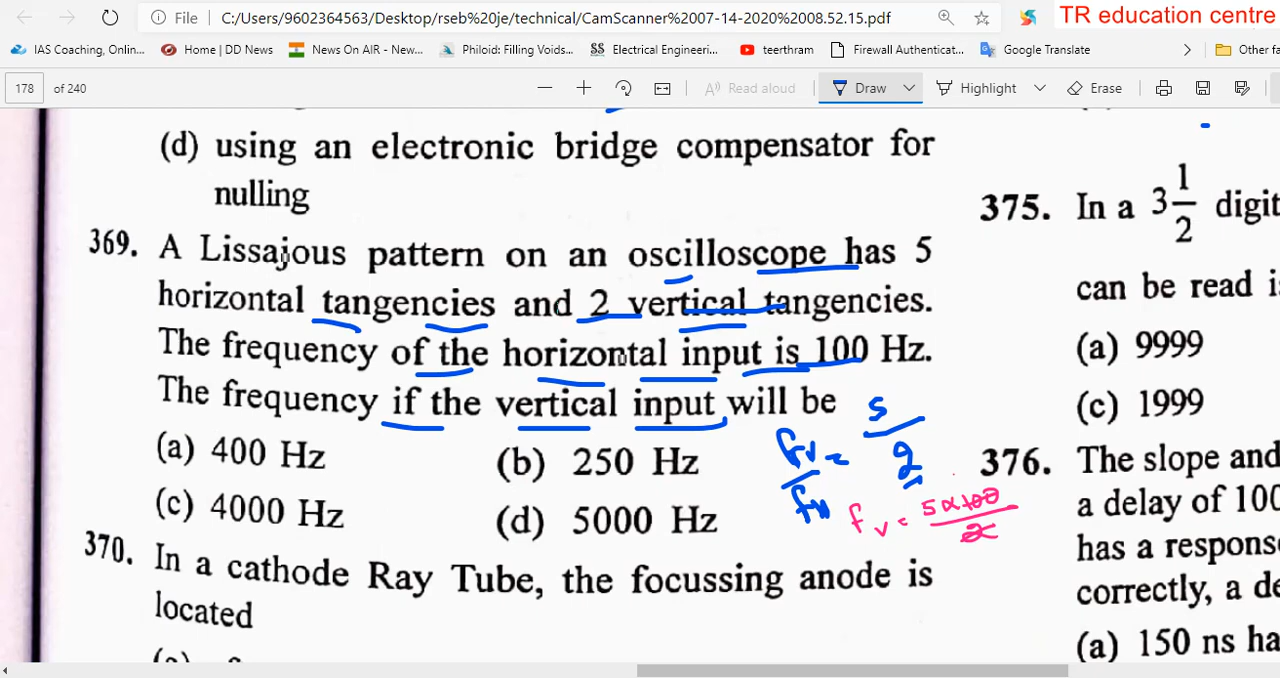 File C:/Users/9602364563/Desktop/rseb%20je/technical/CamScanner%2007-14-2020%2008.52.15.pdf
TR education centre
IAS Coaching, Onlin... Home | DD News News On AIR - New... Philoid: Filling Voids... Electrical Engineeri... teerthram Firewall Authenticat... Google Translate Other fa
178 of 240 Read aloud Draw Highlight Erase
(d) using an electronic bridge compensator for
nulling
369. A Lissajous pattern on an oscilloscope has 5
horizontal tangencies and 2 vertical tangencies.
The frequency of the horizontal input is 100 Hz.
The frequency if the vertical input will be
(a) 400 Hz (b) 250 Hz
(c) 4000 Hz (d) 5000 Hz
fv/fH = 5/2
fv = 5×100/2
370. In a cathode Ray Tube, the focussing anode is
located
375. In a 3 1/2 digit
can be read i
(a) 9999
(c) 1999
376. The slope and
a delay of 100
has a respons
correctly, a de
(a) 150 ns ha